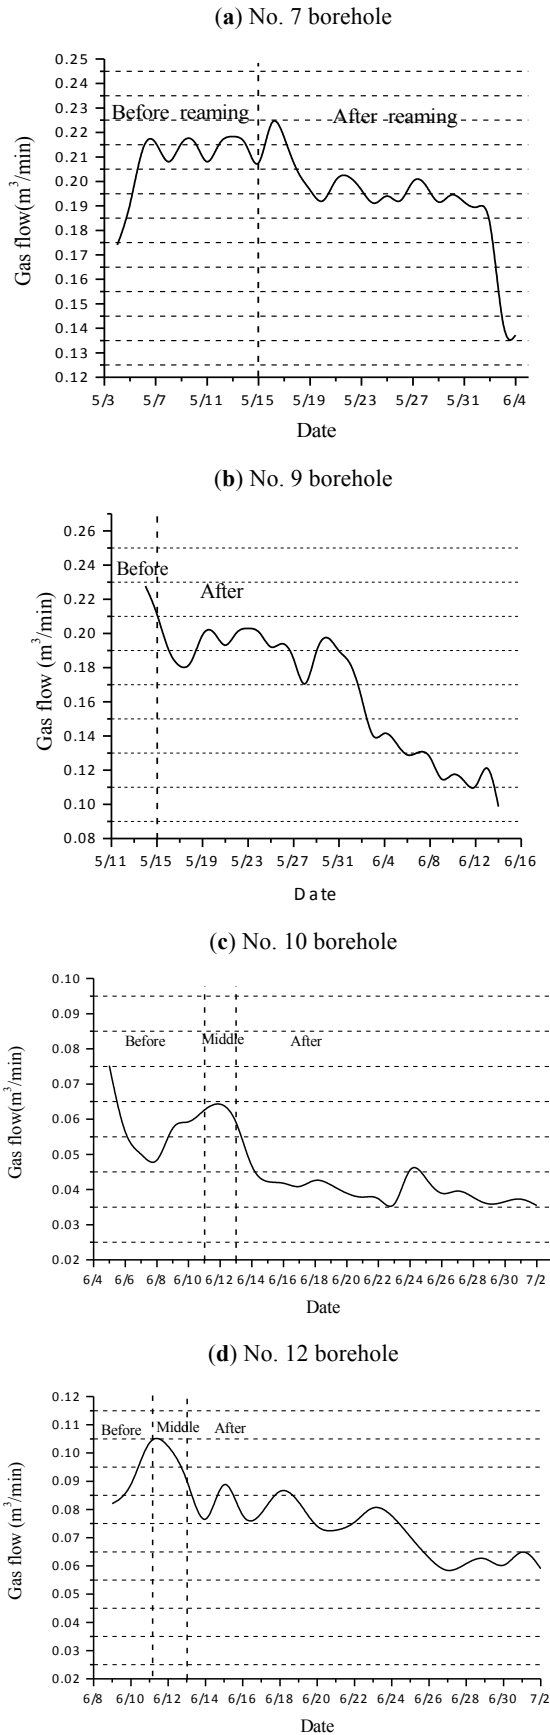 (a) No. 7 borehole
0.25
0.24
0.23
0.22
0.21
0.20
0.19
0.18
0.17
0.16
0.15
0.14
0.13
0.12
Gas flow(m³/min)
Before reaming
After reaming
5/3 5/7 5/11 5/15 5/19 5/23 5/27 5/31 6/4
Date
(b) No. 9 borehole
0.26
0.24
0.22
0.20
0.18
0.16
0.14
0.12
0.10
0.08
Gas flow (m³/min)
Before
After
5/11 5/15 5/19 5/23 5/27 5/31 6/4 6/8 6/12 6/16
Date
(c) No. 10 borehole
0.10
0.09
0.08
0.07
0.06
0.05
0.04
0.03
0.02
Gas flow(m³/min)
Before Middle After
6/4 6/6 6/8 6/10 6/12 6/14 6/16 6/18 6/20 6/22 6/24 6/26 6/28 6/30 7/2
Date
(d) No. 12 borehole
0.12
0.11
0.10
0.09
0.08
0.07
0.06
0.05
0.04
0.03
0.02
Gas flow (m³/min)
Before Middle After
6/8 6/10 6/12 6/14 6/16 6/18 6/20 6/22 6/24 6/26 6/28 6/30 7/2
Date